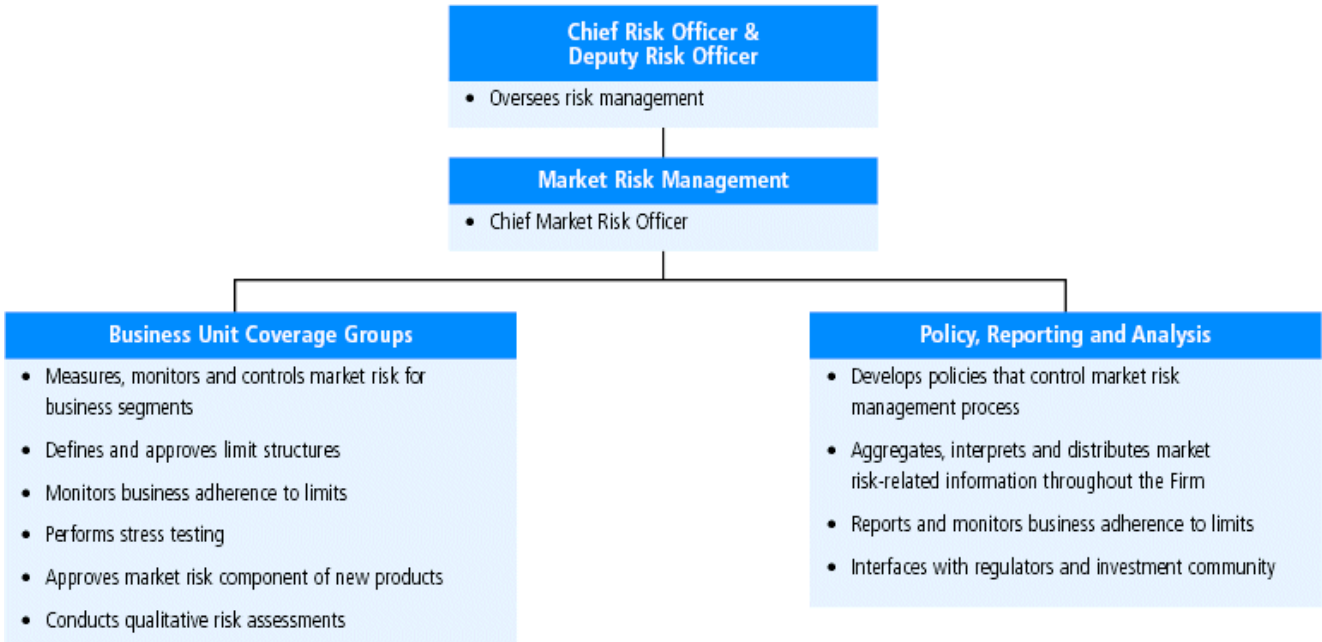 Chief Risk Officer &
Deputy Risk Officer
• Oversees risk management
Market Risk Management
• Chief Market Risk Officer
Business Unit Coverage Groups
• Measures, monitors and controls market risk for
business segments
• Defines and approves limit structures
• Monitors business adherence to limits
• Performs stress testing
• Approves market risk component of new products
• Conducts qualitative risk assessments
Policy, Reporting and Analysis
• Develops policies that control market risk
management process
• Aggregates, interprets and distributes market
risk-related information throughout the Firm
• Reports and monitors business adherence to limits
• Interfaces with regulators and investment community